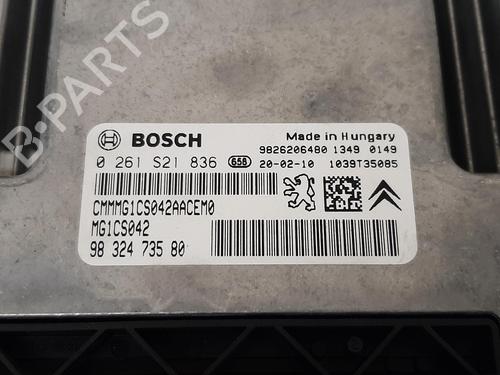 B-PARTS
BOSCH
Made in Hungary
9826206480 1349 0149
0 261 S21 836 658 20-02-10 1039T35085
CMMMG1CS042AACEM0
MG1CS042
98 324 735 80